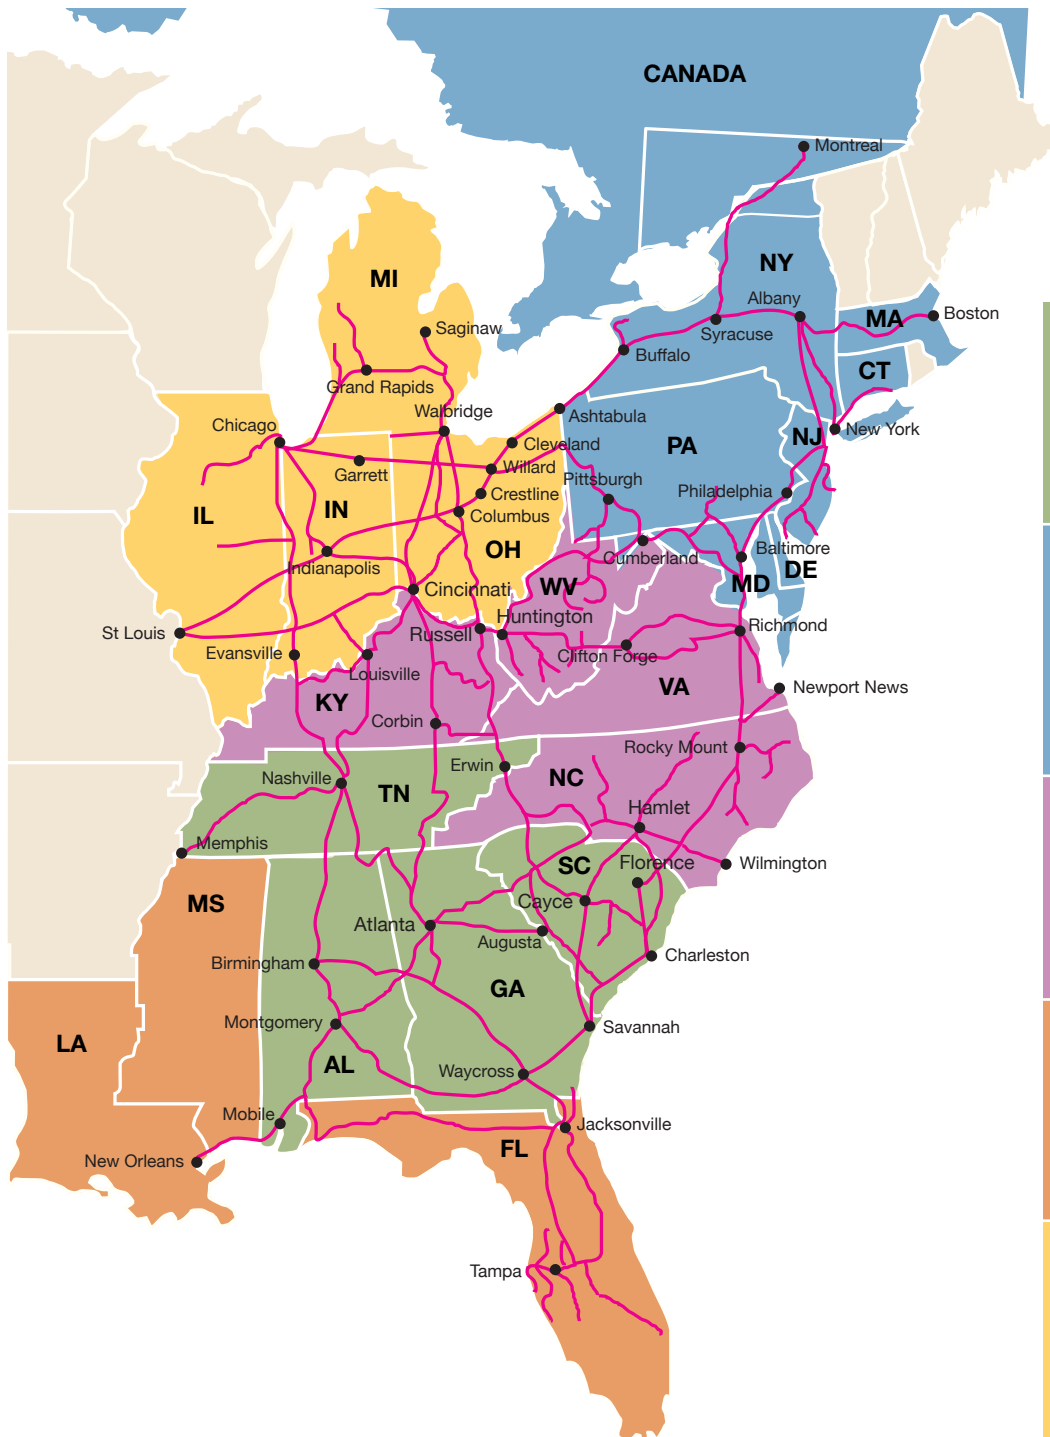 CANADA
Montreal
NY
MI
Albany
Boston
MA
Saginaw
Syracuse
Buffalo
CT
Grand Rapids
Walbridge
Ashtabula
Chicago
New York
NJ
Cleveland
PA
Willard
Garrett
Pittsburgh
Philadelphia
Crestline
IL
IN
Columbus
OH
Baltimore
Cumberland
Indianapolis
DE
MD
WV
Cincinnati
Huntington
Richmond
St Louis
Russell
Evansville
Clifton Forge
Louisville
VA
Newport News
KY
Corbin
Rocky Mount
Erwin
Nashville
NC
TN
Hamlet
Memphis
SC
Florence
Wilmington
MS
Cayce
Atlanta
Augusta
Charleston
Birmingham
GA
Montgomery
Savannah
LA
AL
Waycross
Mobile
Jacksonville
FL
New Orleans
Tampa